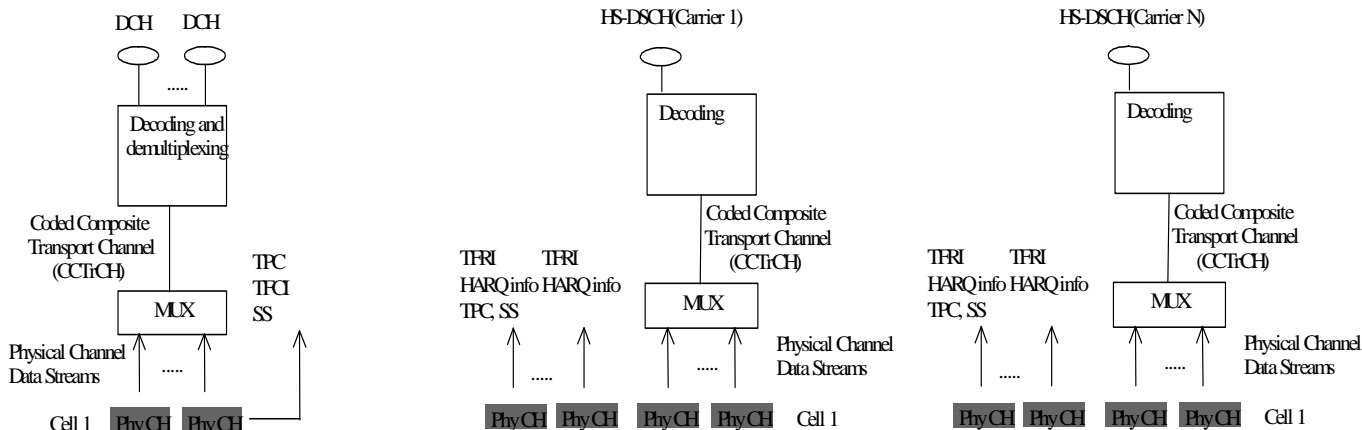 DCH DCH
.....
Decoding and
demultiplexing
Coded Composite
Transport Channel
(CCTrCH)
TPC
TFCI
SS
MUX
Physical Channel
Data Streams
.....
Cell 1 Phy CH Phy CH
HS-DSCH(Carrier 1)
Decoding
Coded Composite
Transport Channel
(CCTrCH)
TFRI TFRI
HARQ info HARQ info
TPC, SS
MUX
Physical Channel
Data Streams
..... .....
Phy CH Phy CH Phy CH Phy CH Cell 1
HS-DSCH(Carrier N)
Decoding
Coded Composite
Transport Channel
(CCTrCH)
TFRI TFRI
HARQ info HARQ info
TPC, SS
MUX
Physical Channel
Data Streams
..... .....
Phy CH Phy CH Phy CH Phy CH Cell 1